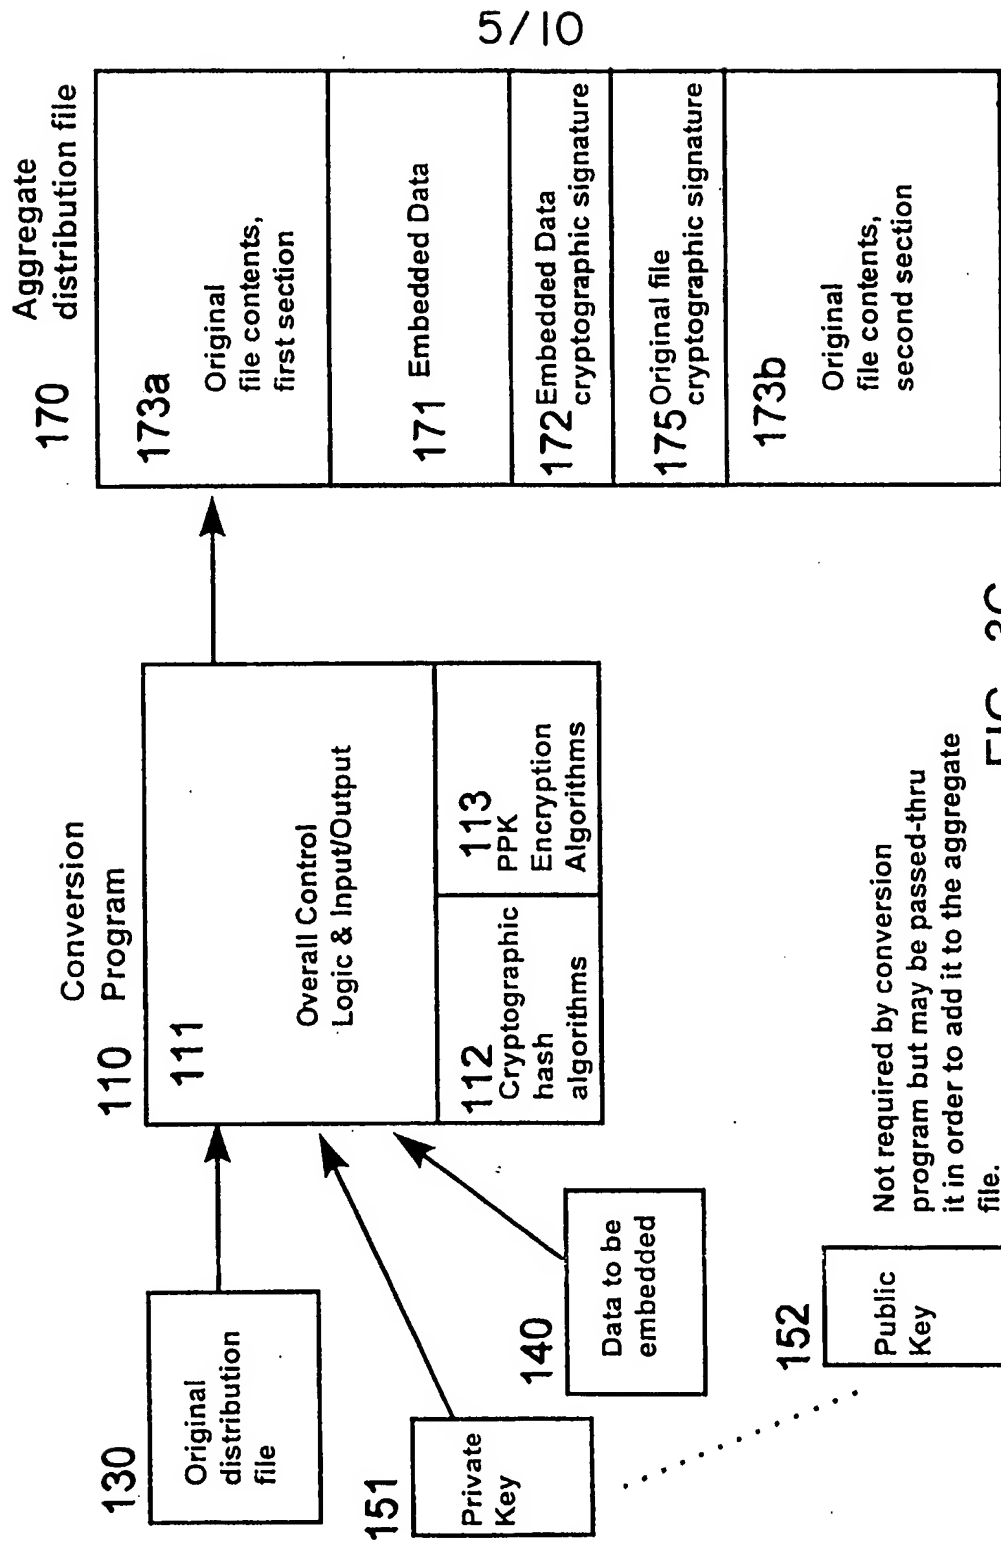 5/10
130
Original
distribution
file
151
Private
Key
140
Data to be
embedded
152
Public
Key
Not required by conversion
program but may be passed-thru
it in order to add it to the aggregate
file.
Conversion
110 Program
111
Overall Control
Logic & Input/Output
112
Cryptographic
hash
algorithms
113
PPK
Encryption
Algorithms
Aggregate
170 distribution file
173a
Original
file contents,
first section
171 Embedded Data
172 Embedded Data
cryptographic signature
175 Original file
cryptographic signature
173b
Original
file contents,
second section